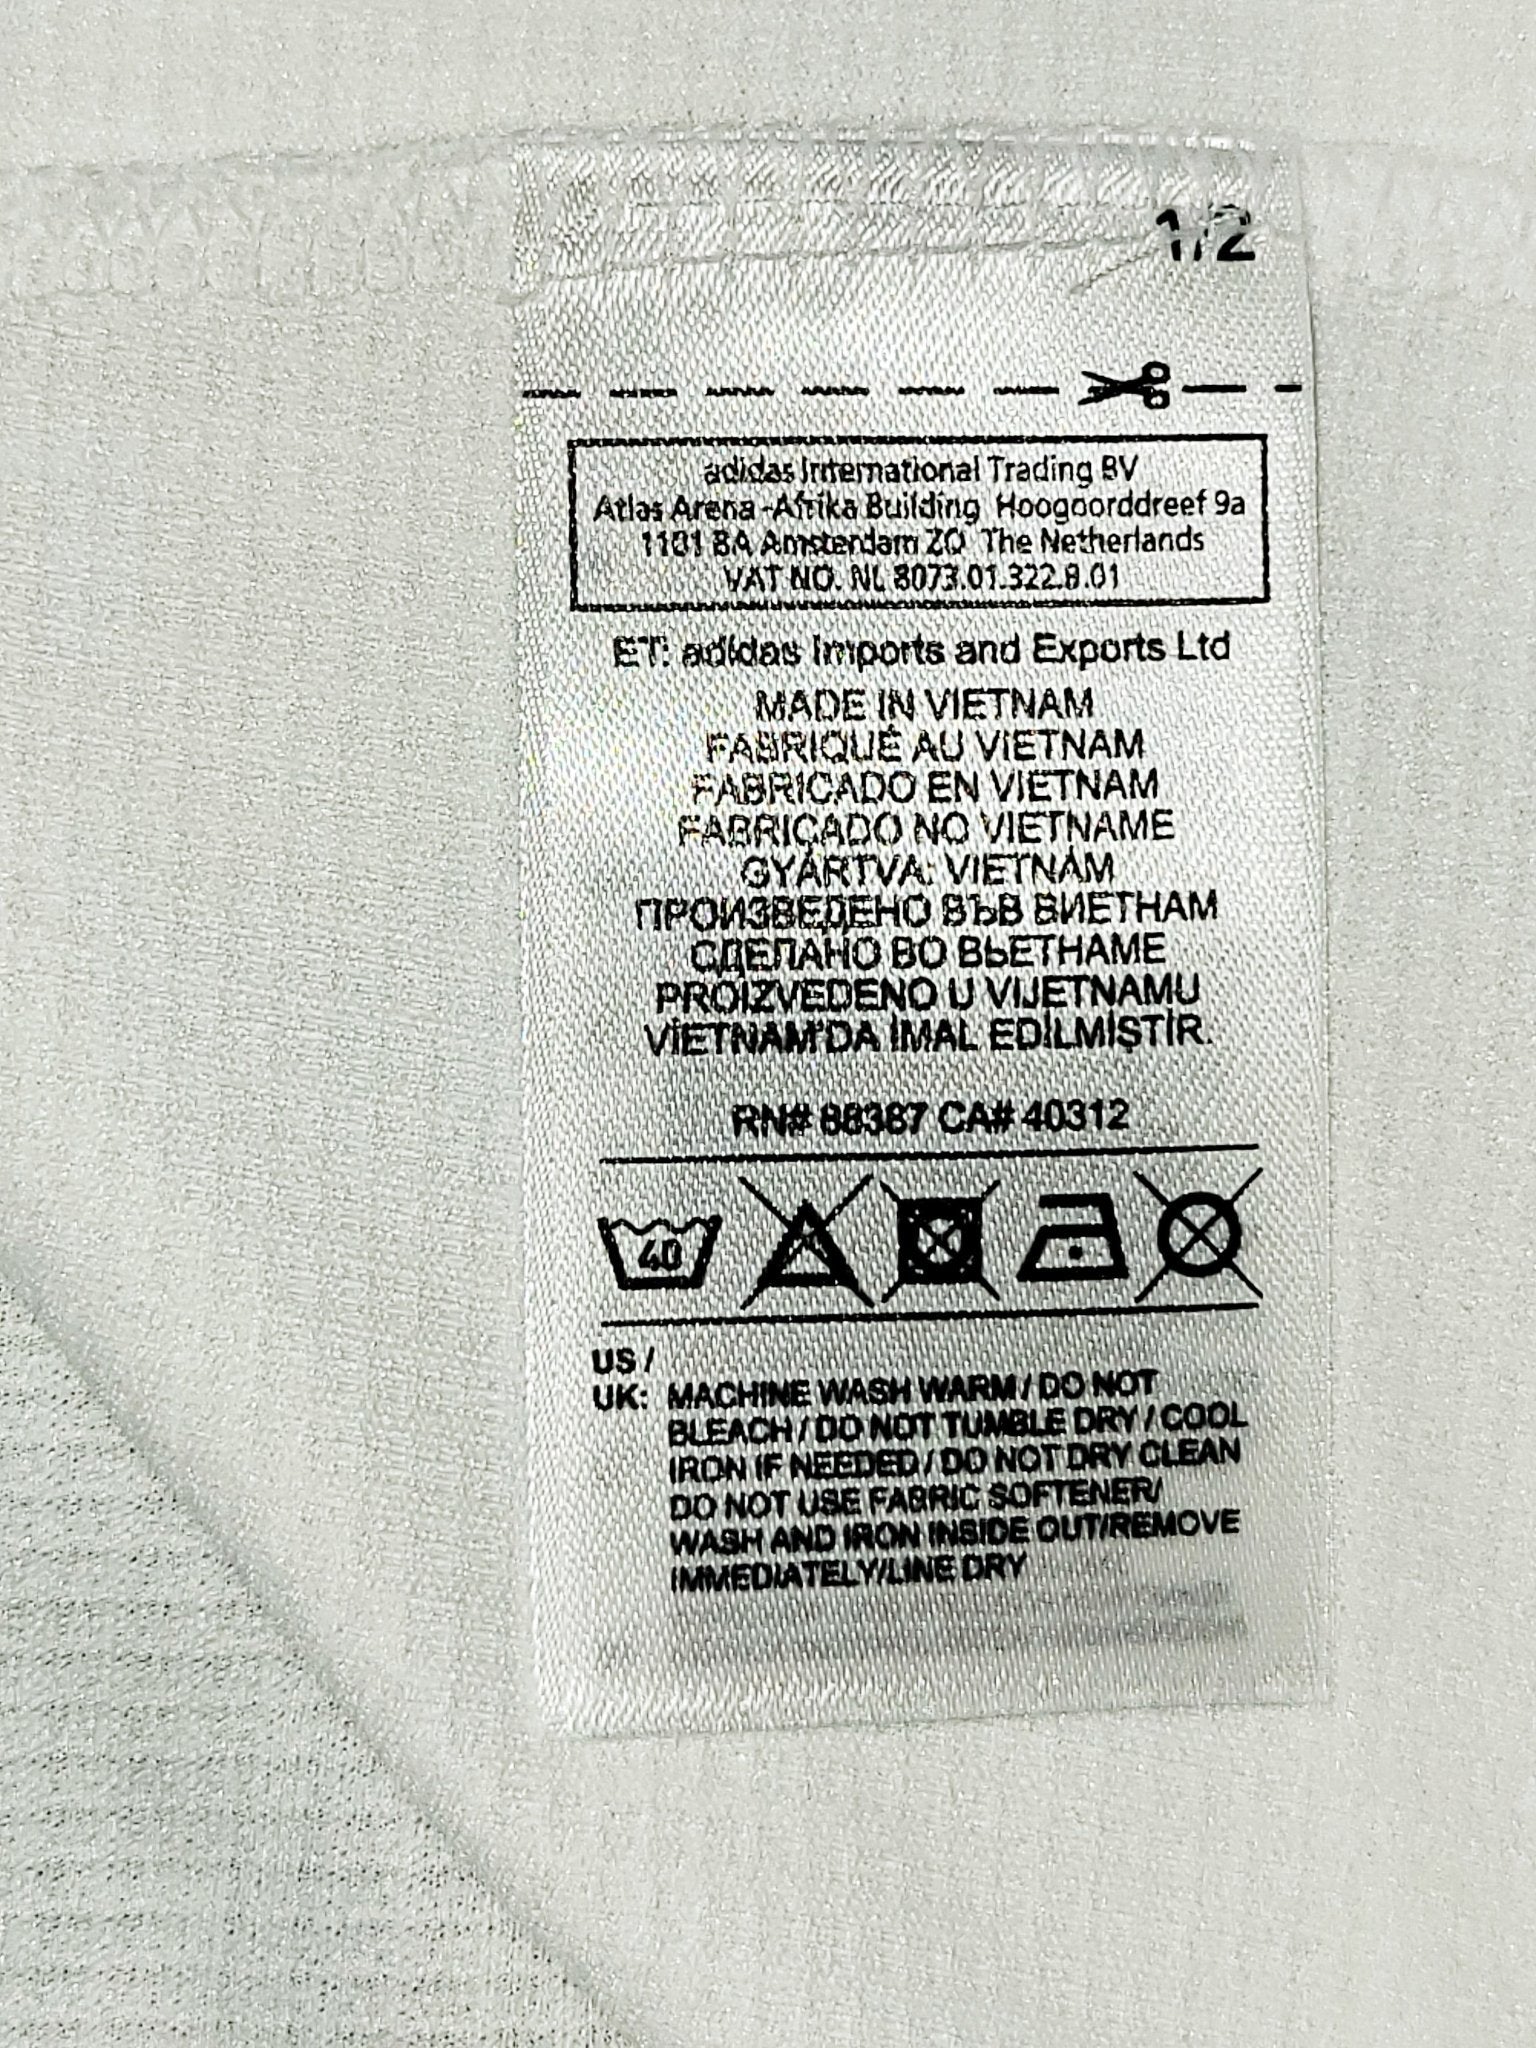 1/2
adidas International Trading BV
Atlas Arena -Afrika Building Hoogoorddreef 9a
1101 BA Amsterdam ZO The Netherlands
VAT NO. NL 8073.01.322.B.01
ET: adidas Imports and Exports Ltd
MADE IN VIETNAM
FABRIQUÉ AU VIETNAM
FABRICADO EN VIETNAM
FABRIÇADO NO VIETNAME
GYÁRTVA: VIETNÁM
ПРОИЗВЕДЕНО ВЪВ ВИЕТНАМ
СДЕЛАНО ВО ВЬЕТНАМЕ
PROIZVEDENO U VIJETNAMU
VİETNAM'DA İMAL EDİLMİŞTİR.
RN# 88387 CA# 40312
40
US /
UK: MACHINE WASH WARM / DO NOT
BLEACH / DO NOT TUMBLE DRY / COOL
IRON IF NEEDED / DO NOT DRY CLEAN
DO NOT USE FABRIC SOFTENER/
WASH AND IRON INSIDE OUT/REMOVE
IMMEDIATELY/LINE DRY